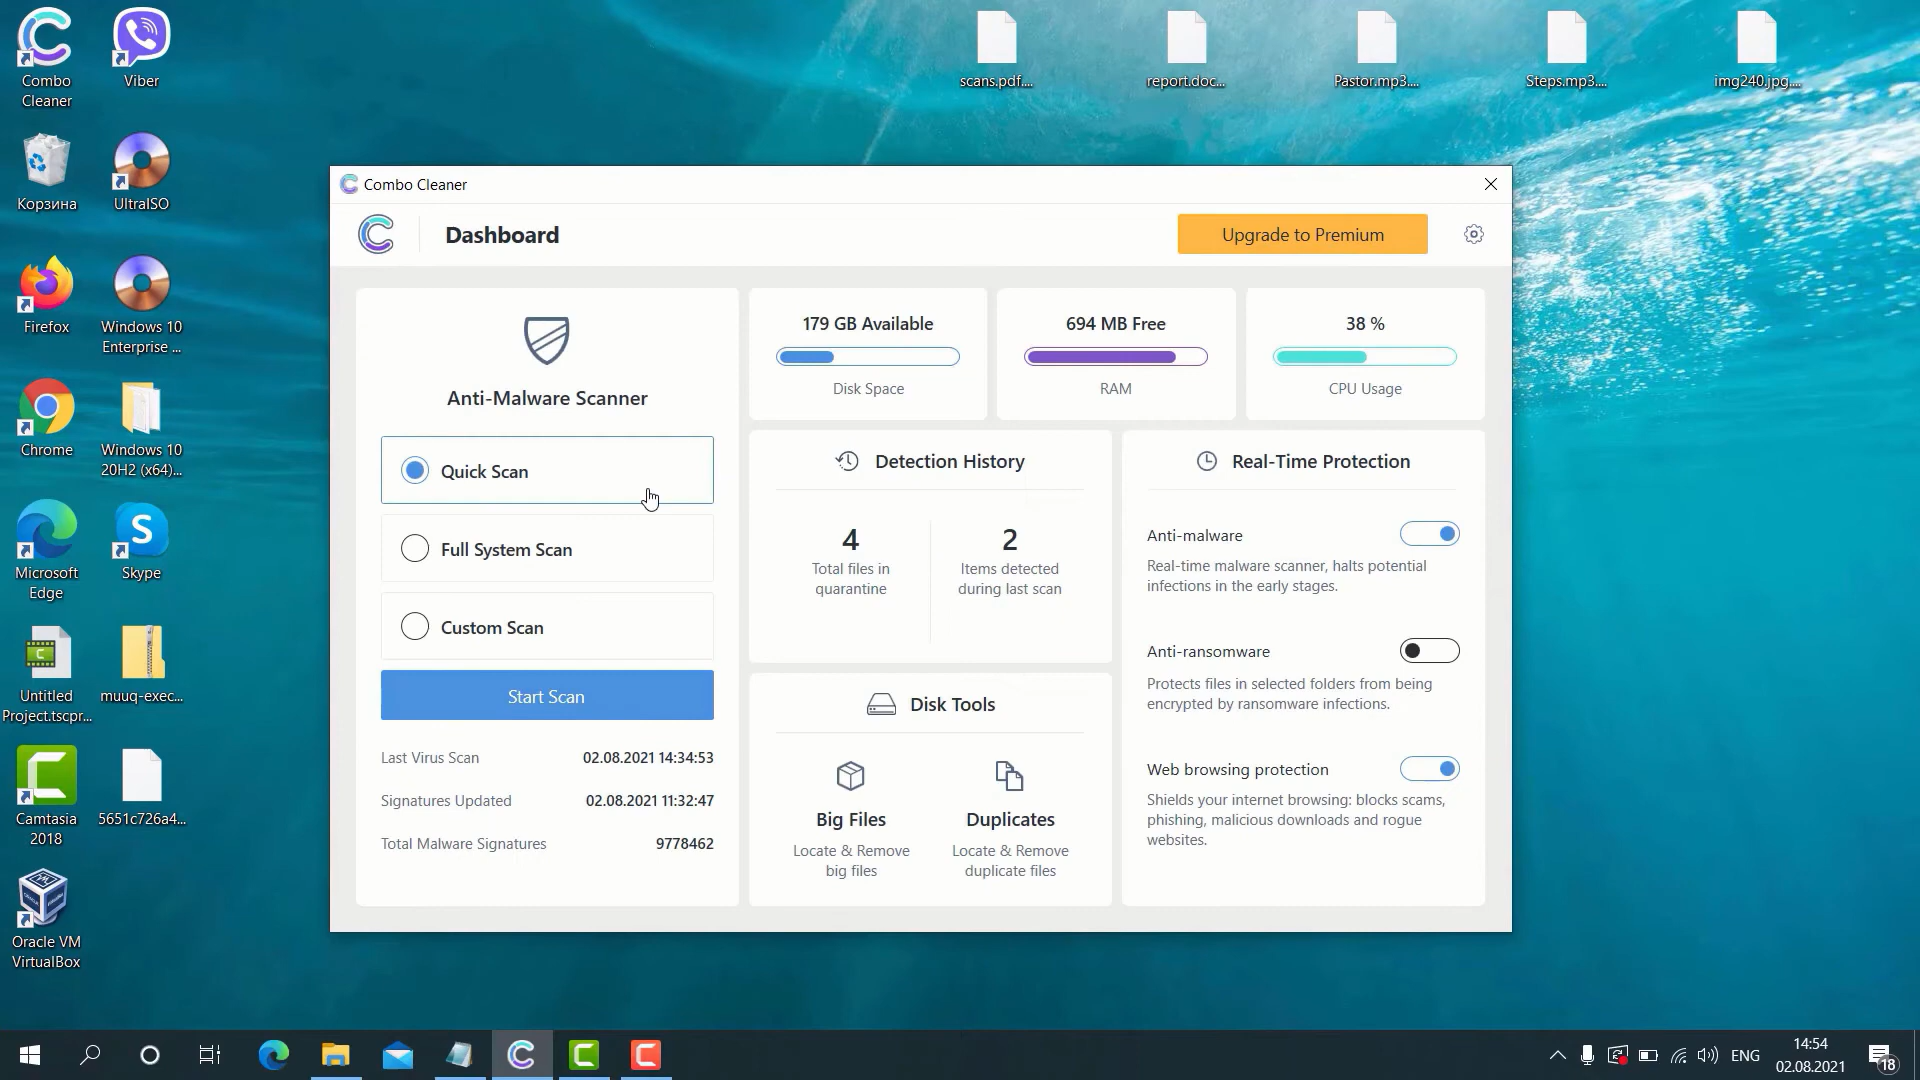 Combo
Cleaner
Viber
Корзина
UltraISO
Firefox
Windows 10
Enterprise ...
Chrome
Windows 10
20H2 (x64)...
Microsoft
Edge
Skype
Untitled
Project.tscpr...
muuq-exec...
Camtasia
2018
5651c726a4...
Oracle VM
VirtualBox
scans.pdf....
report.doc...
Pastor.mp3....
Steps.mp3....
img240.jpg....
Combo Cleaner
Dashboard
Upgrade to Premium
Anti-Malware Scanner
Quick Scan
Full System Scan
Custom Scan
Start Scan
Last Virus Scan 02.08.2021 14:34:53
Signatures Updated 02.08.2021 11:32:47
Total Malware Signatures 9778462
179 GB Available
Disk Space
694 MB Free
RAM
38 %
CPU Usage
Detection History
4
Total files in
quarantine
2
Items detected
during last scan
Disk Tools
Big Files
Locate & Remove
big files
Duplicates
Locate & Remove
duplicate files
Real-Time Protection
Anti-malware
Real-time malware scanner, halts potential
infections in the early stages.
Anti-ransomware
Protects files in selected folders from being
encrypted by ransomware infections.
Web browsing protection
Shields your internet browsing: blocks scams,
phishing, malicious downloads and rogue
websites.
ENG
14:54
02.08.2021
18